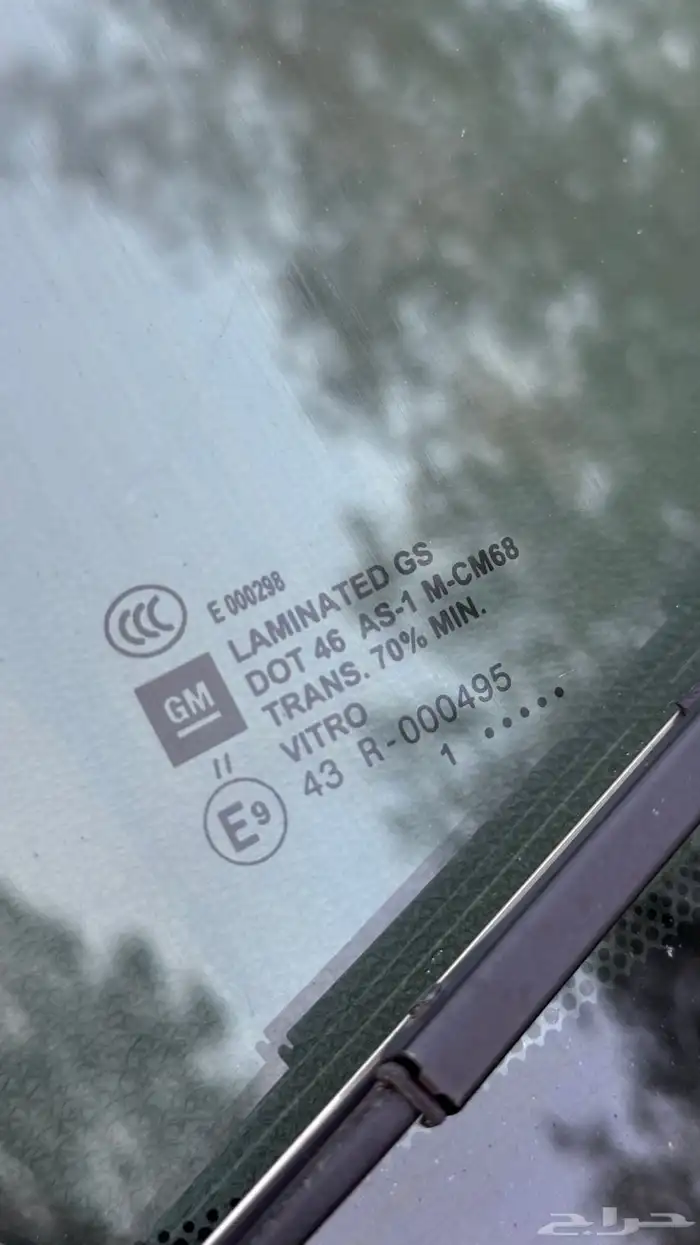 E 000298
LAMINATED GS
DOT 46 AS-1 M-CM68
TRANS. 70% MIN.
VITRO
43 R-000495
1 •••••
CCC
GM
//
E9
حراج